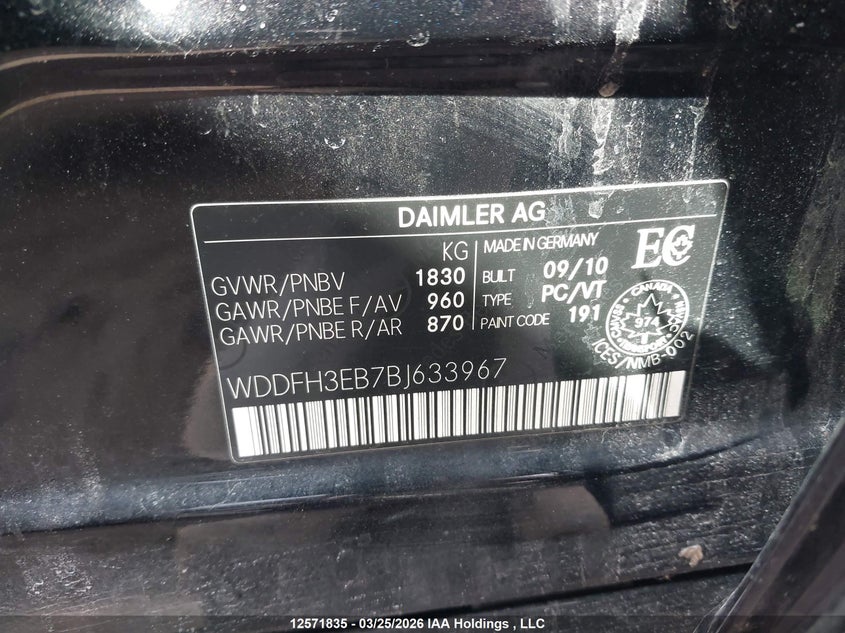 DAIMLER AG
KG
GVWR/PNBV 1830
GAWR/PNBE F/AV 960
GAWR/PNBE R/AR 870
MADE IN GERMANY
BUILT 09/10
TYPE PC/VT
PAINT CODE 191
EC
CANADA
974
TRANSPORT
ICES/NMB-002
WDDFH3EB7BJ633967
12571835 - 03/25/2026 IAA Holdings , LLC